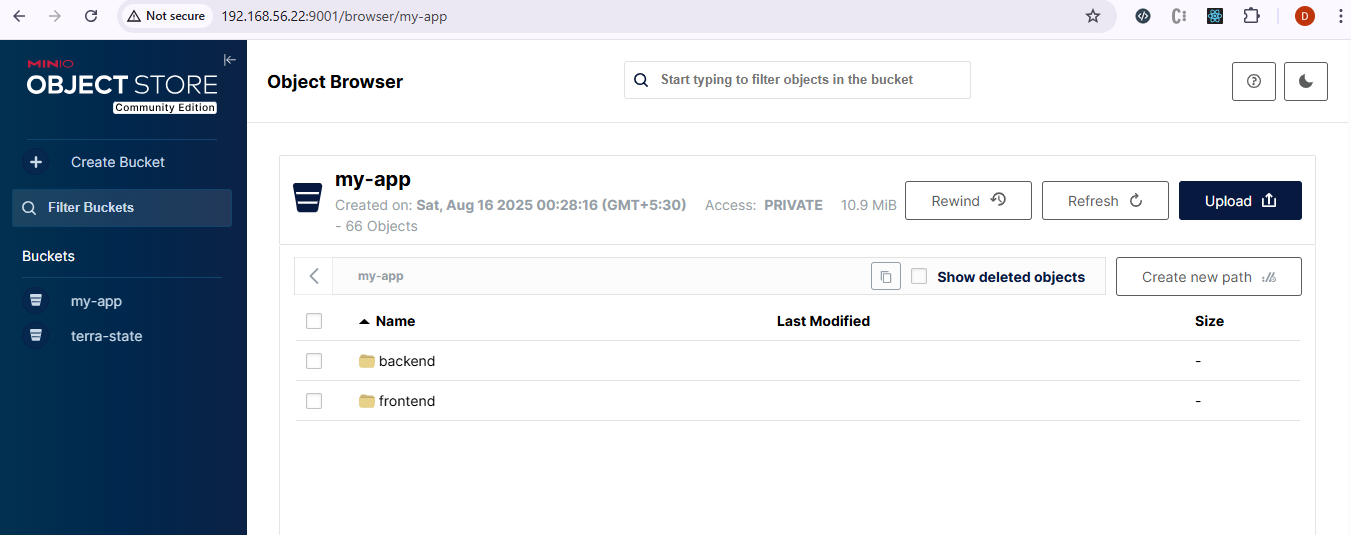 Not secure 192.168.56.22:9001/browser/my-app
D
MINIO
OBJECT STORE
Community Edition
Create Bucket
Filter Buckets
Buckets
my-app
terra-state
Object Browser
Start typing to filter objects in the bucket
my-app
Created on: Sat, Aug 16 2025 00:28:16 (GMT+5:30) Access: PRIVATE 10.9 MiB
- 66 Objects
Rewind
Refresh
Upload
my-app
Show deleted objects
Create new path
Name Last Modified Size
backend -
frontend -